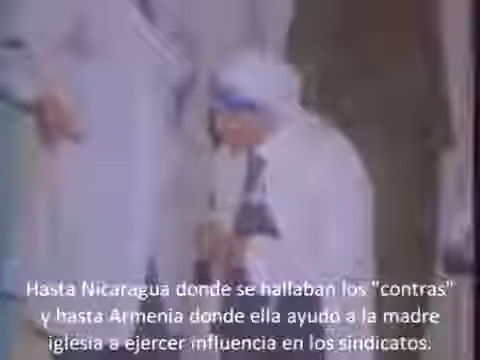 Hasta Nicaragua donde se hallaban los "contras"
y hasta Armenia donde ella ayudo a la madre
iglesia a ejercer influencia en los sindicatos.